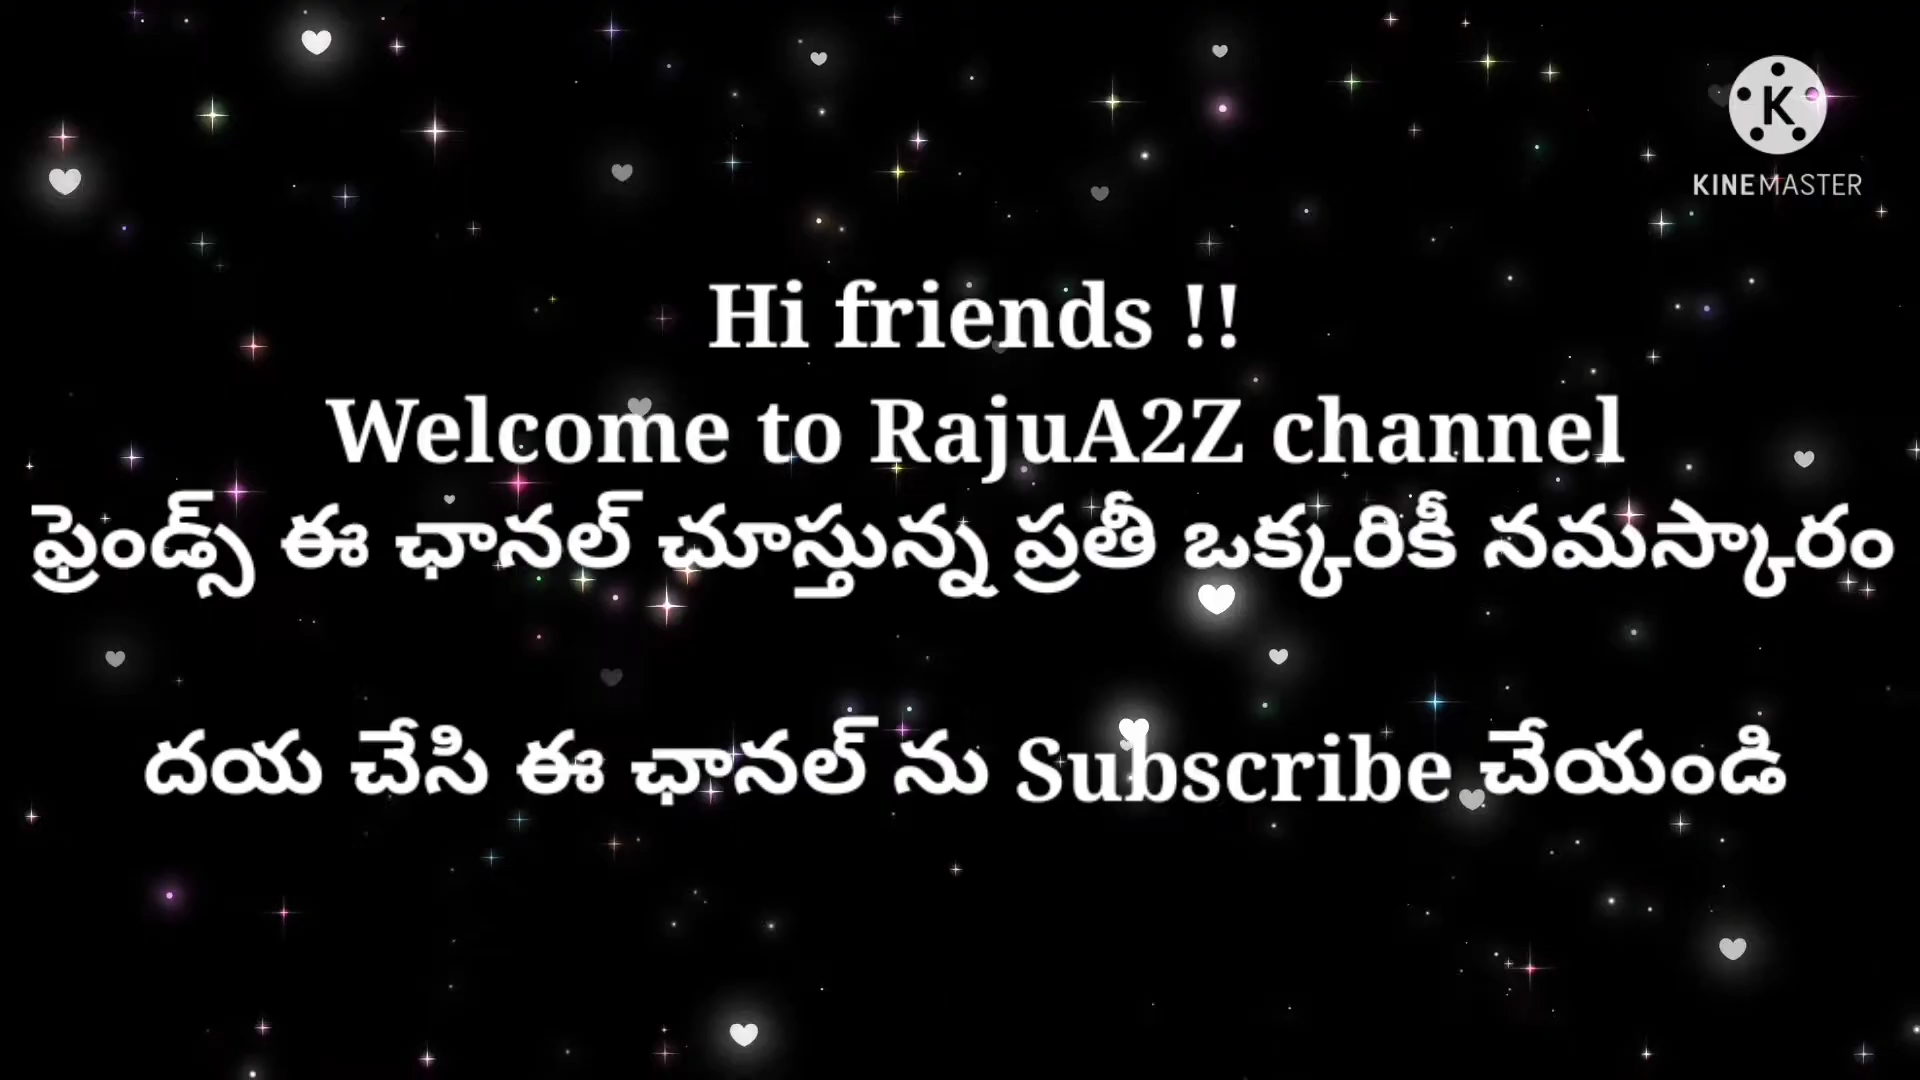 K
KINEMASTER
Hi friends !!
Welcome to RajuA2Z channel
ఫ్రెండ్స్ ఈ ఛానల్ చూస్తున్న ప్రతీ ఒక్కరికీ నమస్కారం
దయ చేసి ఈ ఛానల్ ను Subscribe చేయండి